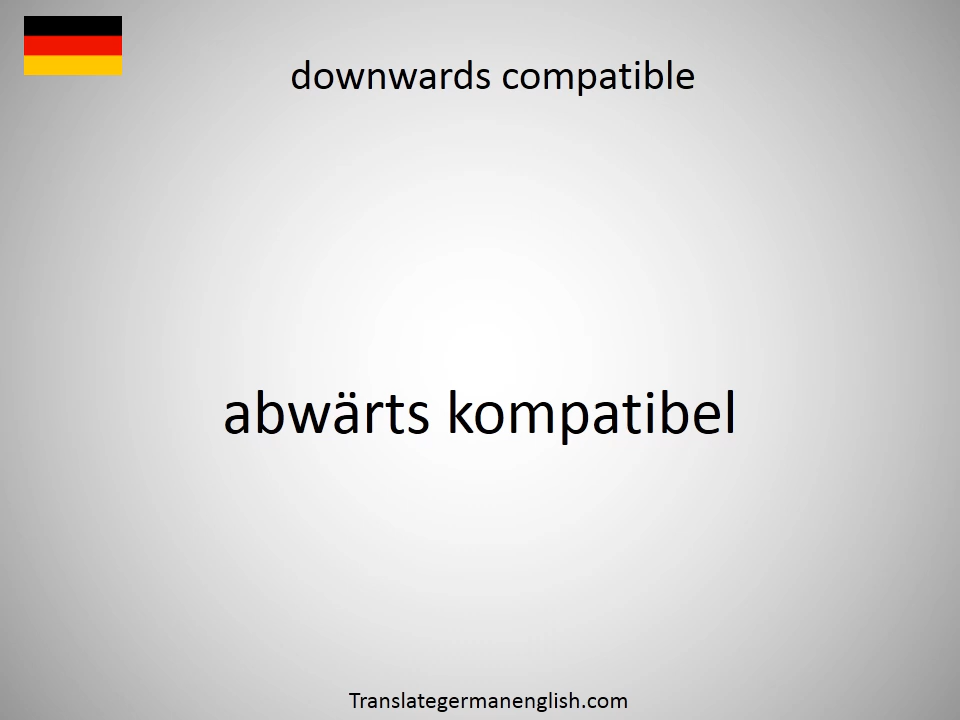 downwards compatible
abwärts kompatibel
Translategermanenglish.com